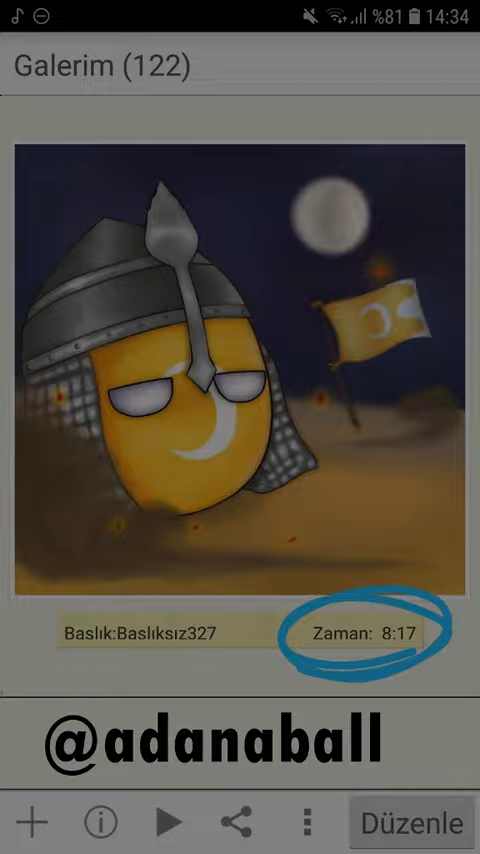 %81 14:34
Galerim (122)
Baslık:Baslıksız327 Zaman: 8:17
@adanaball
Düzenle